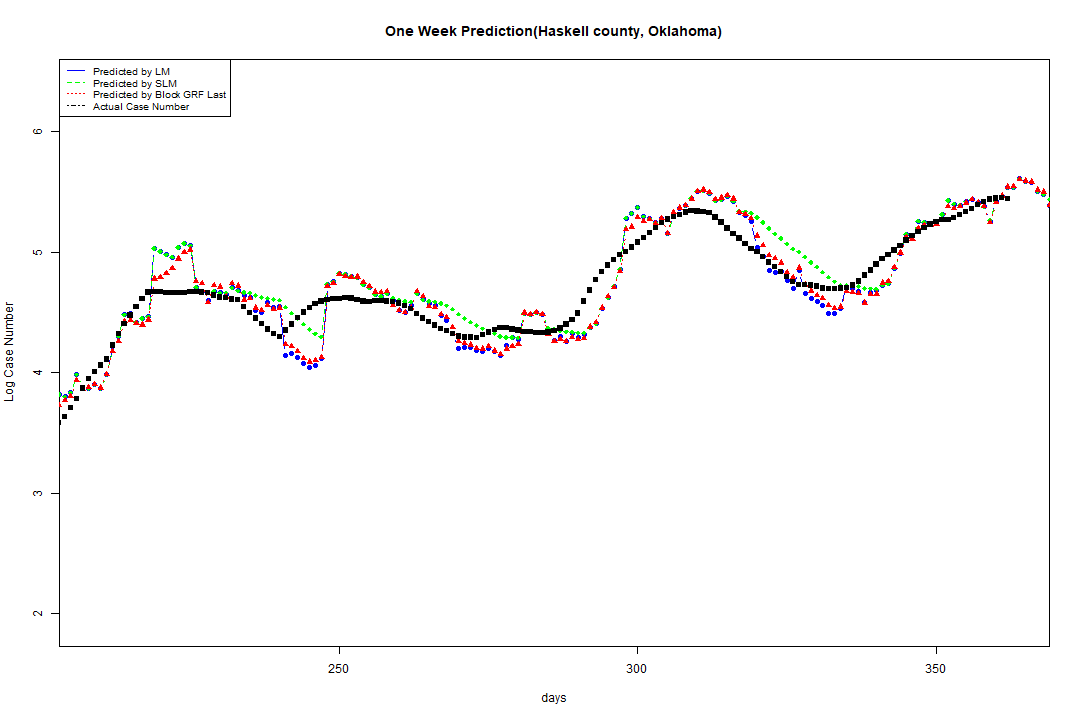 One Week Prediction(Haskell county, Oklahoma)
Predicted by LM
Predicted by SLM
Predicted by Block GRF Last
Actual Case Number
6
5
4
3
2
Log Case Number
250
300
350
days